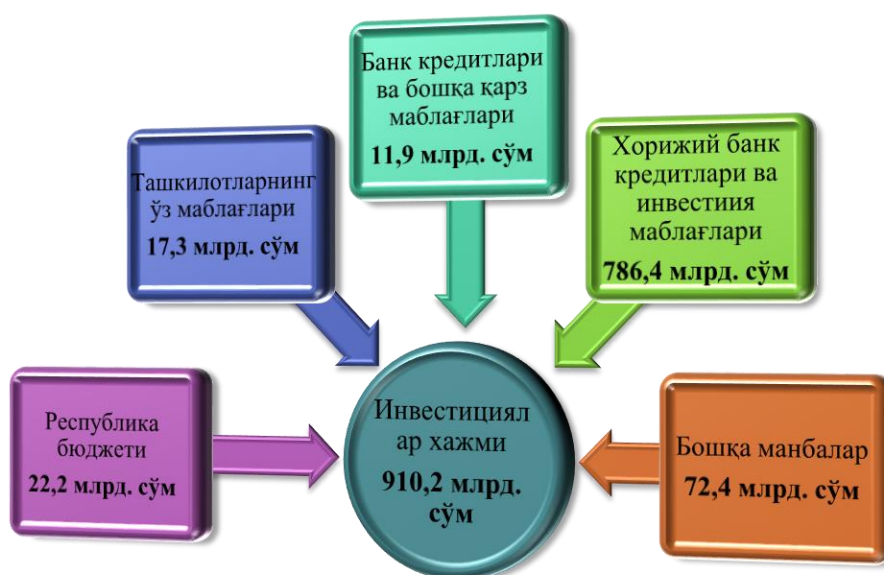 Банк кредитлари
ва бошқа қарз
маблағлари
11,9 млрд. сўм
Ташкилотларнинг
ўз маблағлари
17,3 млрд. сўм
Хорижий банк
кредитлари ва
инвестиия
маблағлари
786,4 млрд. сўм
Республика
бюджети
22,2 млрд. сўм
Инвестициял
ар хажми
910,2 млрд.
сўм
Бошқа манбалар
72,4 млрд. сўм